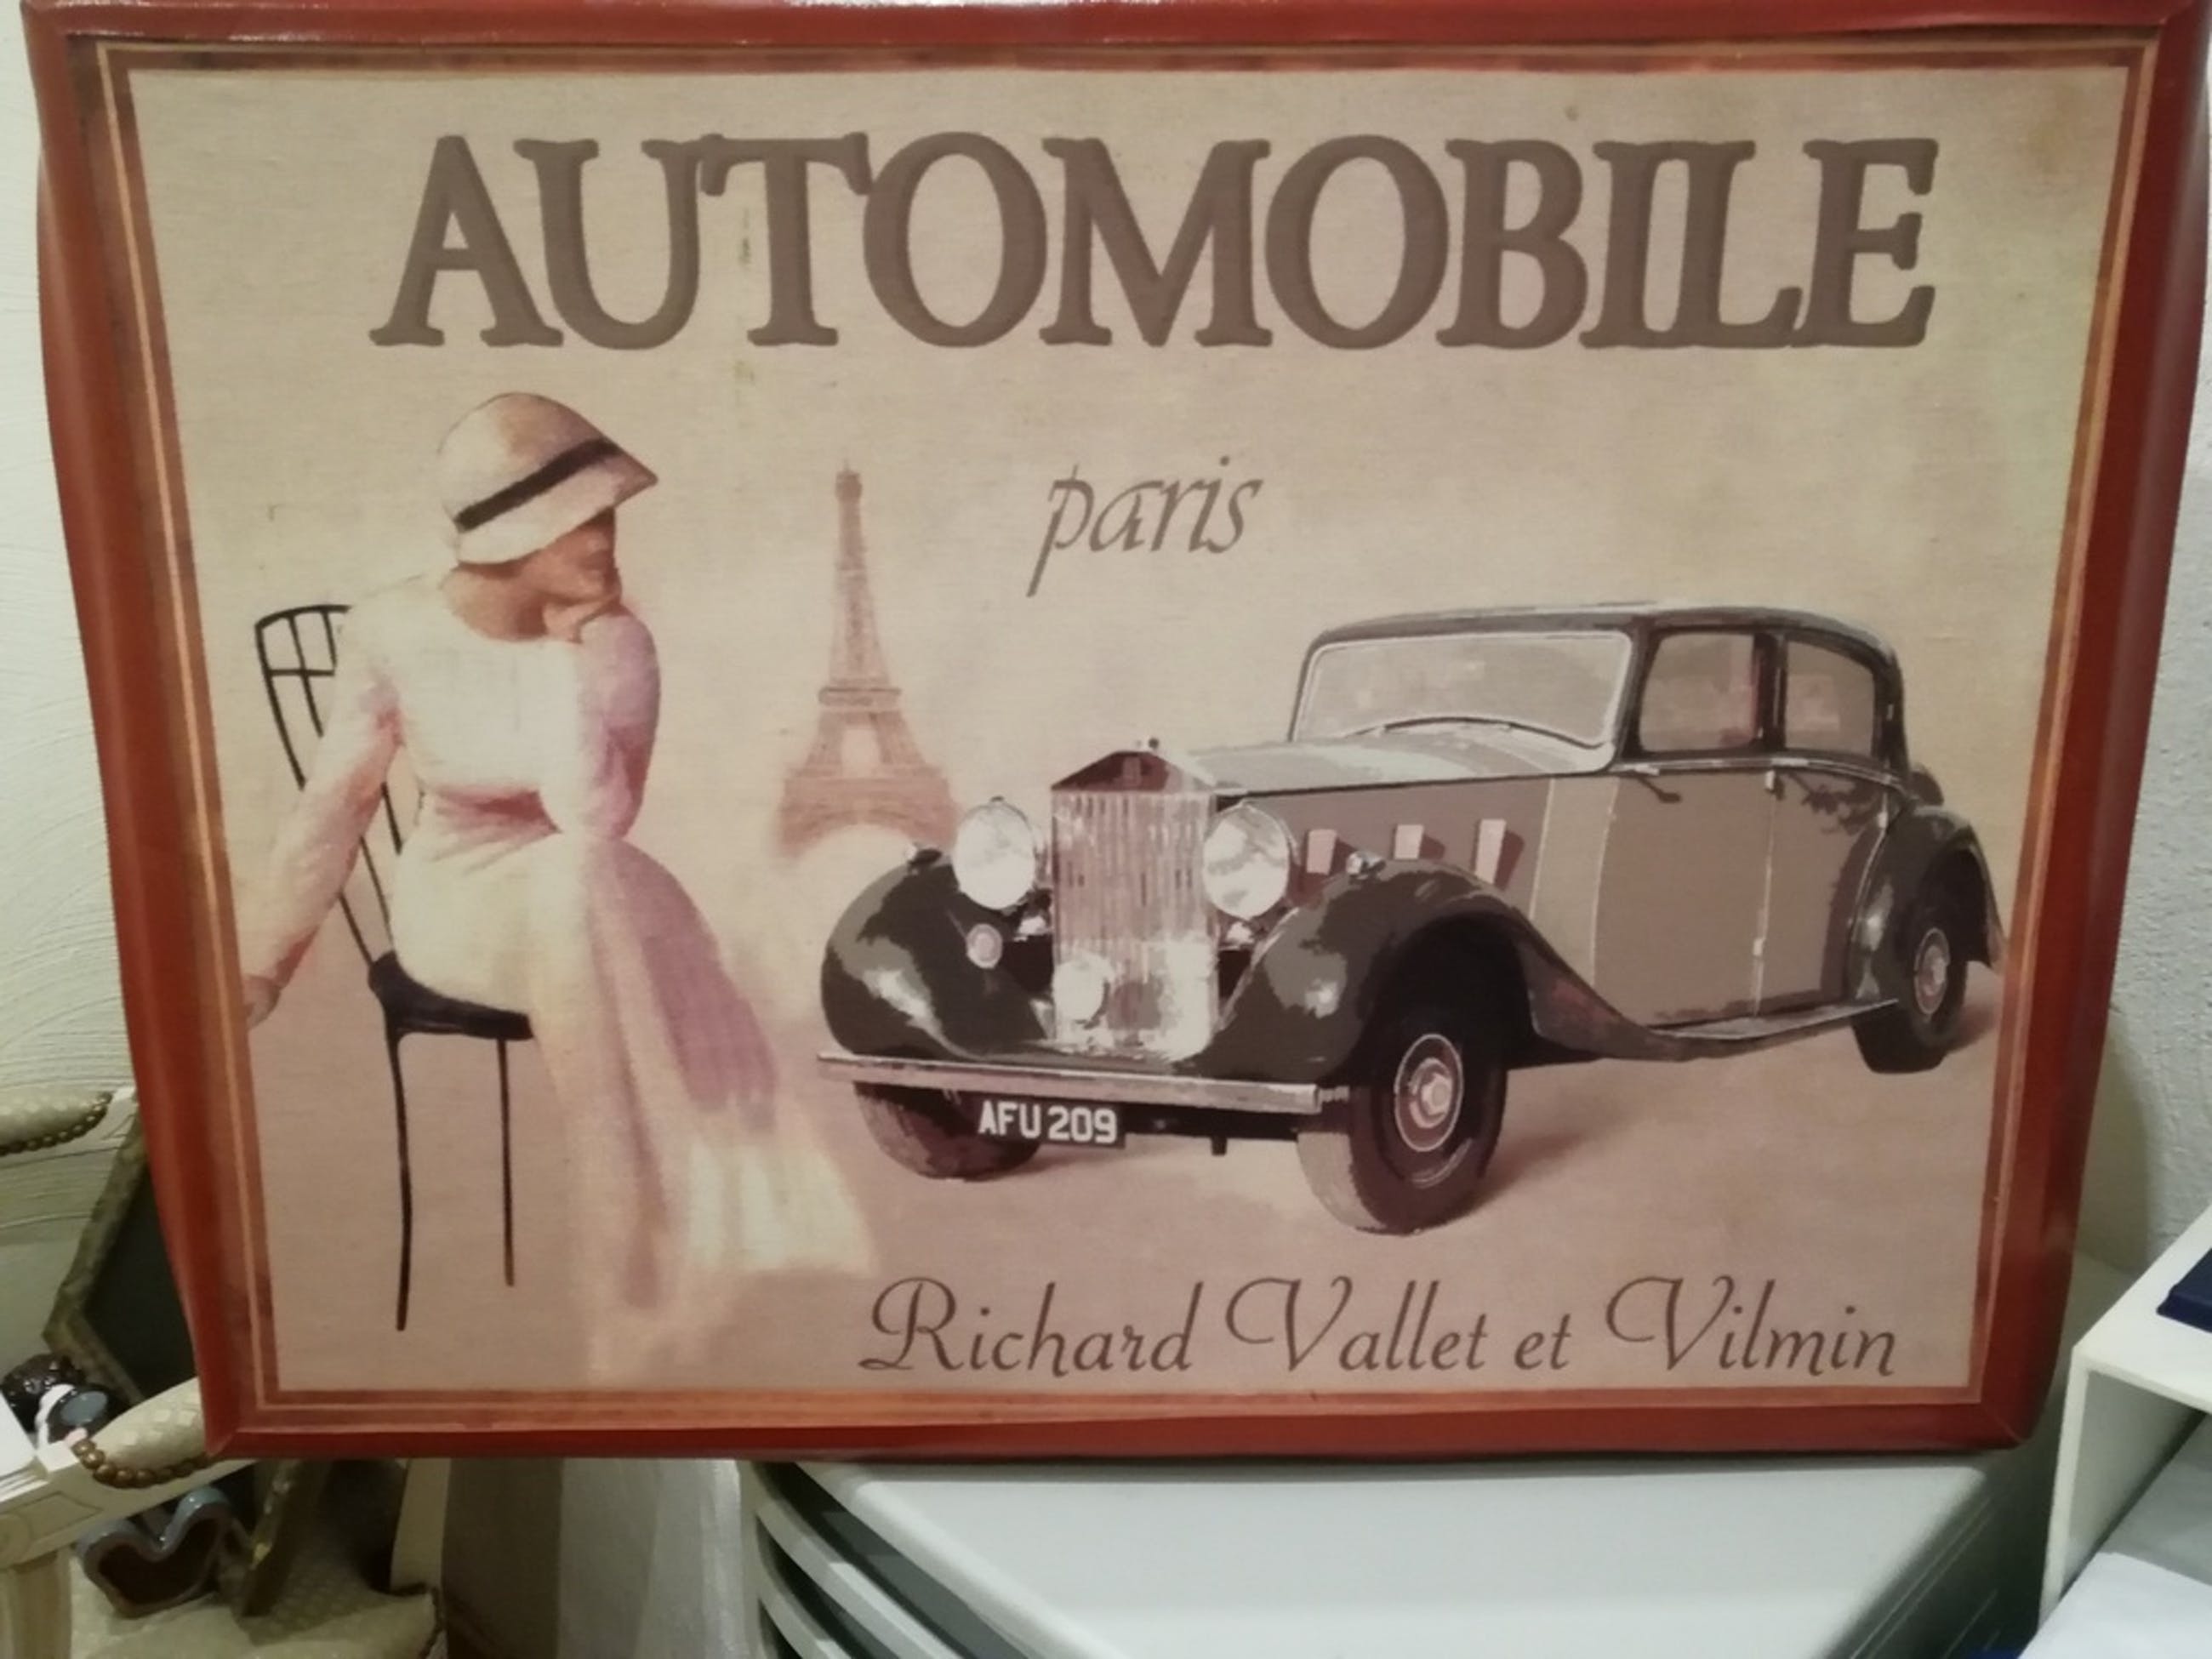 AUTOMOBILE
paris
AFU 209
Richard Vallet et Vilmin